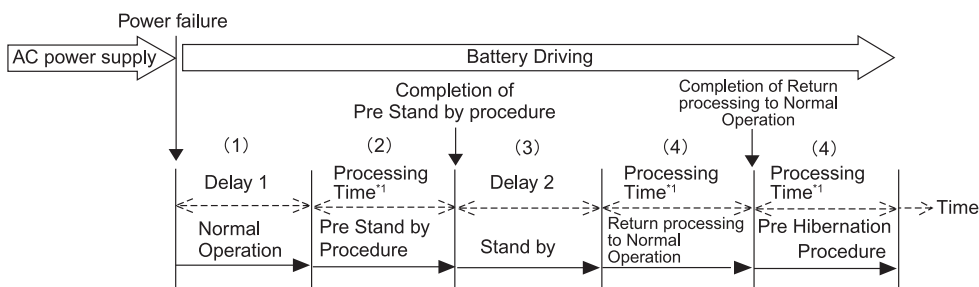 Power failure
AC power supply
Battery Driving
Completion of
Pre Stand by procedure
Completion of Return
processing to Normal
Operation
(1)
Delay 1
Normal
Operation
(2)
Processing
Time*1
Pre Stand by
Procedure
(3)
Delay 2
Stand by
(4)
Processing
Time*1
Return processing
to Normal
Operation
(4)
Processing
Time*1
Pre Hibernation
Procedure
Time